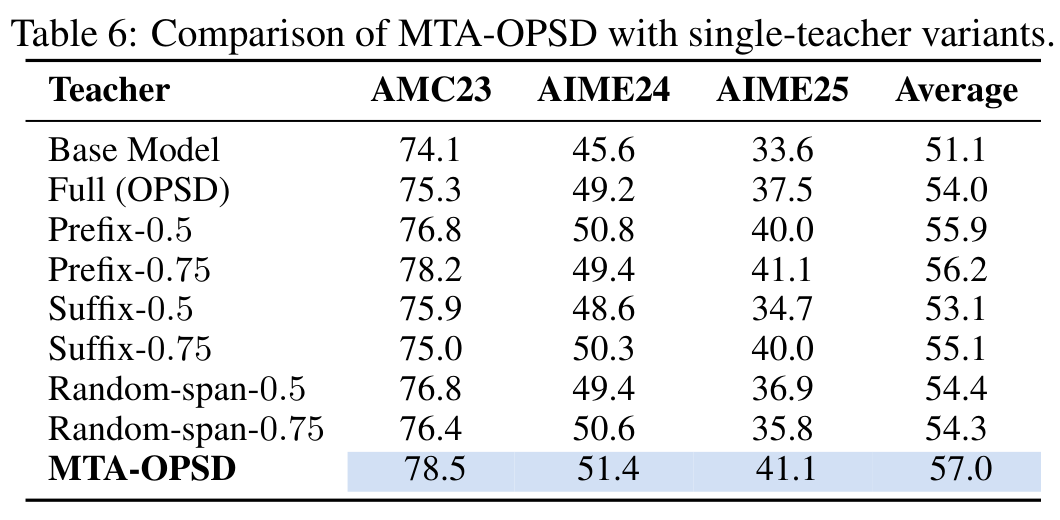 Table 6: Comparison of MTA-OPSD with single-teacher variants.
Teacher AMC23 AIME24 AIME25 Average
Base Model 74.1 45.6 33.6 51.1
Full (OPSD) 75.3 49.2 37.5 54.0
Prefix-0.5 76.8 50.8 40.0 55.9
Prefix-0.75 78.2 49.4 41.1 56.2
Suffix-0.5 75.9 48.6 34.7 53.1
Suffix-0.75 75.0 50.3 40.0 55.1
Random-span-0.5 76.8 49.4 36.9 54.4
Random-span-0.75 76.4 50.6 35.8 54.3
MTA-OPSD 78.5 51.4 41.1 57.0